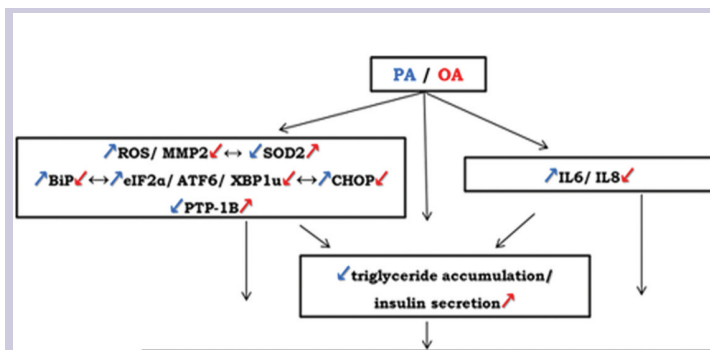 PA / OA
↗ROS/ MMP2↙↔ ↙SOD2↗
↗BiP↙↔↗eIF2α/ ATF6/ XBP1u↙↔↗CHOP↙
↙PTP-1B↗
↗IL6/ IL8↙
↙triglyceride accumulation/
insulin secretion↗